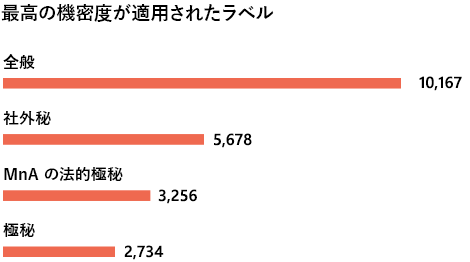 最高の機密度が適用されたラベル
全般
10,167
社外秘
5,678
MnA の法的極秘
3,256
極秘
2,734